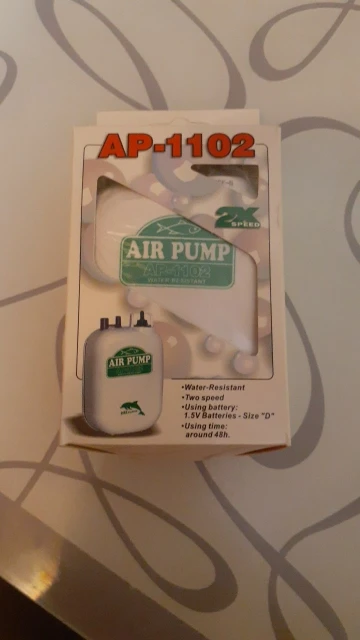 AP-1102
2X
SPEED
AIR PUMP
AP-1102
WATER RESISTANT
AIR PUMP
•Water-Resistant
•Two speed
•Using battery:
1.5V Batteries - Size "D"
•Using time:
around 48h.